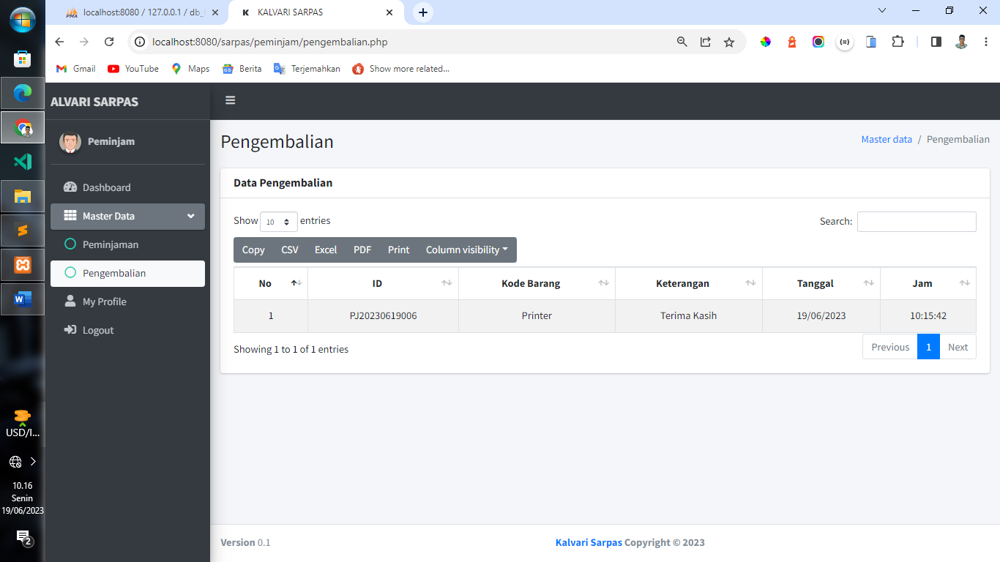 localhost:8080 / 127.0.0.1 / db_
KALVARI SARPAS
localhost:8080/sarpas/peminjam/pengembalian.php
Gmail YouTube Maps Berita Terjemahkan Show more related...
ALVARI SARPAS
Peminjam
Dashboard
Master Data
Peminjaman
Pengembalian
My Profile
Logout
Pengembalian
Master data / Pengembalian
Data Pengembalian
Show 10 entries
Search:
Copy CSV Excel PDF Print Column visibility
No ID Kode Barang Keterangan Tanggal Jam
1 PJ20230619006 Printer Terima Kasih 19/06/2023 10:15:42
Showing 1 to 1 of 1 entries
Previous 1 Next
Version 0.1
Kalvari Sarpas Copyright © 2023
USD/I...
10.16
Senin
19/06/2023
2